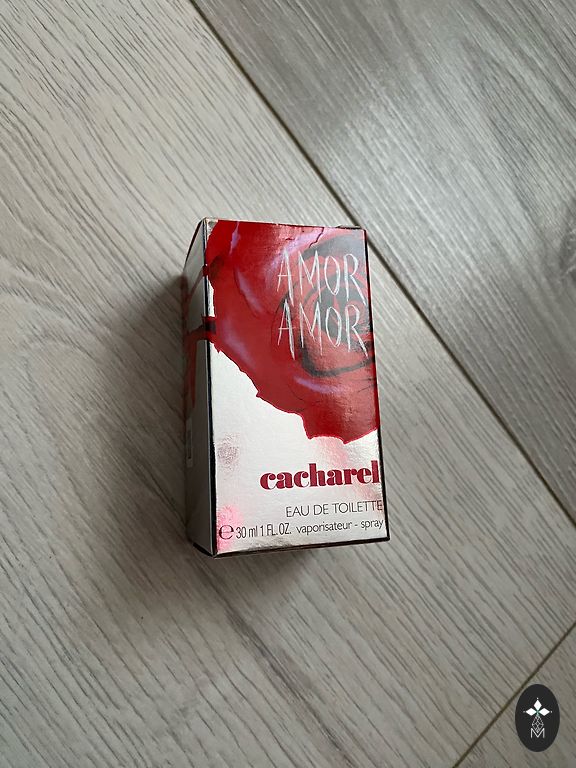 AMOR
AMOR
cacharel
EAU DE TOILETTE
℮ 30 ml 1 FL.OZ. vaporisateur - spray